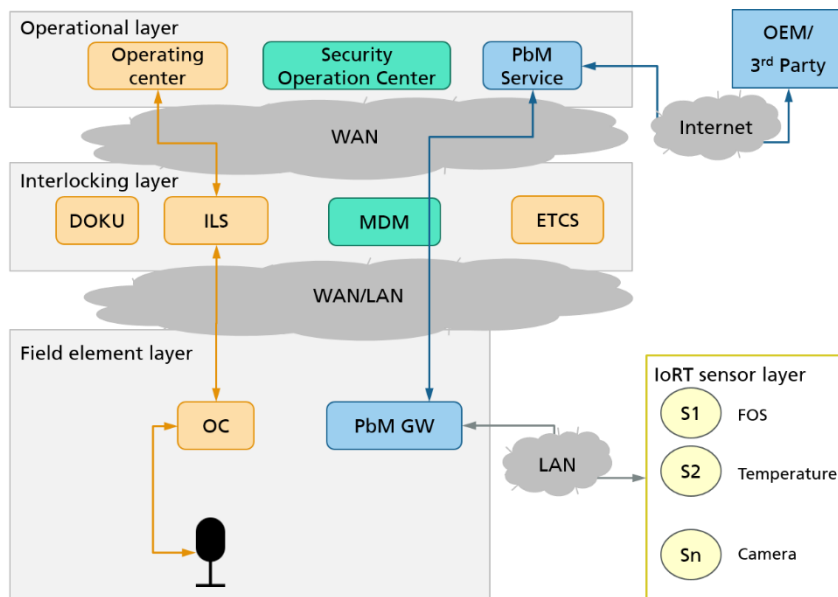 Operational layer
Operating
center
Security
Operation Center
PbM
Service
OEM/
3rd Party
Internet
WAN
Interlocking layer
DOKU
ILS
MDM
ETCS
WAN/LAN
Field element layer
OC
PbM GW
LAN
IoRT sensor layer
S1
FOS
S2
Temperature
Sn
Camera